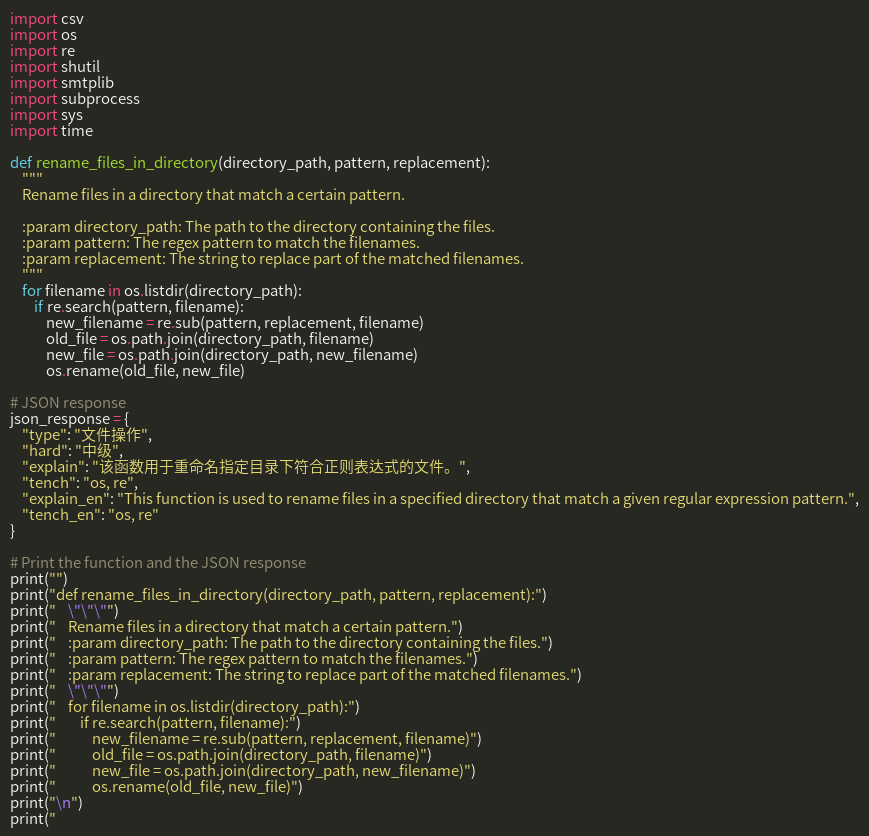 import csv
import os
import re
import shutil
import smtplib
import subprocess
import sys
import time

def rename_files_in_directory(directory_path, pattern, replacement):
    """
    Rename files in a directory that match a certain pattern.

    :param directory_path: The path to the directory containing the files.
    :param pattern: The regex pattern to match the filenames.
    :param replacement: The string to replace part of the matched filenames.
    """
    for filename in os.listdir(directory_path):
        if re.search(pattern, filename):
            new_filename = re.sub(pattern, replacement, filename)
            old_file = os.path.join(directory_path, filename)
            new_file = os.path.join(directory_path, new_filename)
            os.rename(old_file, new_file)

# JSON response
json_response = {
    "type": "文件操作",
    "hard": "中级",
    "explain": "该函数用于重命名指定目录下符合正则表达式的文件。",
    "tench": "os, re",
    "explain_en": "This function is used to rename files in a specified directory that match a given regular expression pattern.",
    "tench_en": "os, re"
}

# Print the function and the JSON response
print("")
print("def rename_files_in_directory(directory_path, pattern, replacement):")
print("    \"\"\"")
print("    Rename files in a directory that match a certain pattern.")
print("    :param directory_path: The path to the directory containing the files.")
print("    :param pattern: The regex pattern to match the filenames.")
print("    :param replacement: The string to replace part of the matched filenames.")
print("    \"\"\"")
print("    for filename in os.listdir(directory_path):")
print("        if re.search(pattern, filename):")
print("            new_filename = re.sub(pattern, replacement, filename)")
print("            old_file = os.path.join(directory_path, filename)")
print("            new_file = os.path.join(directory_path, new_filename)")
print("            os.rename(old_file, new_file)")
print("\n")
print("